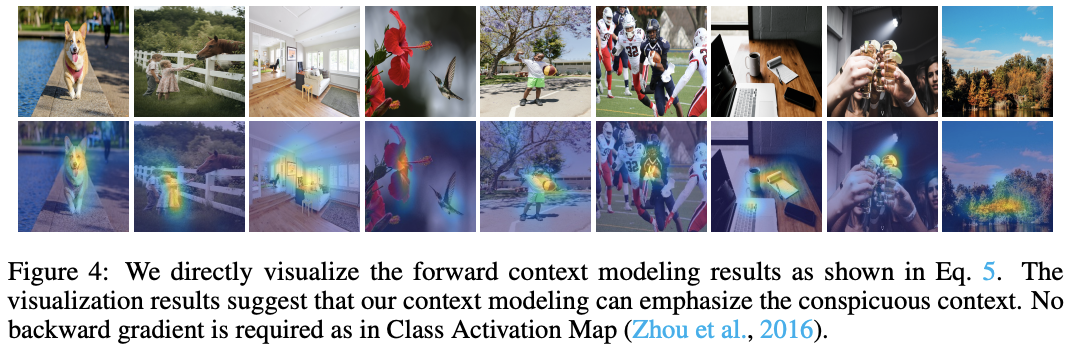 Figure 4: We directly visualize the forward context modeling results as shown in Eq. 5. The
visualization results suggest that our context modeling can emphasize the conspicuous context. No
backward gradient is required as in Class Activation Map (Zhou et al., 2016).